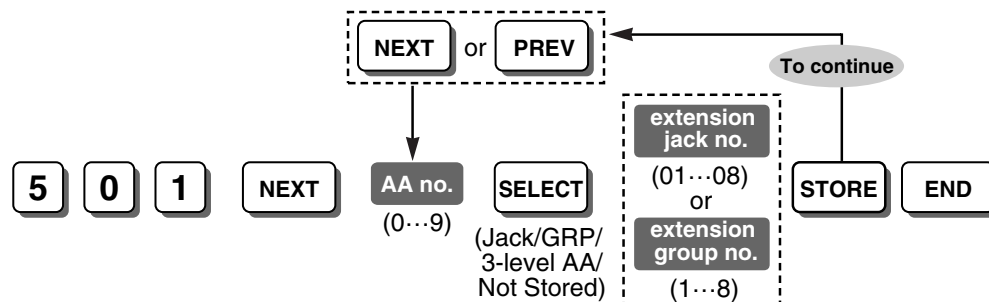 NEXT or PREV
To continue
5 0 1 NEXT
AA no.
(0⋯9)
SELECT
(Jack/GRP/
3-level AA/
Not Stored)
extension
jack no.
(01⋯08)
or
extension
group no.
(1⋯8)
STORE END